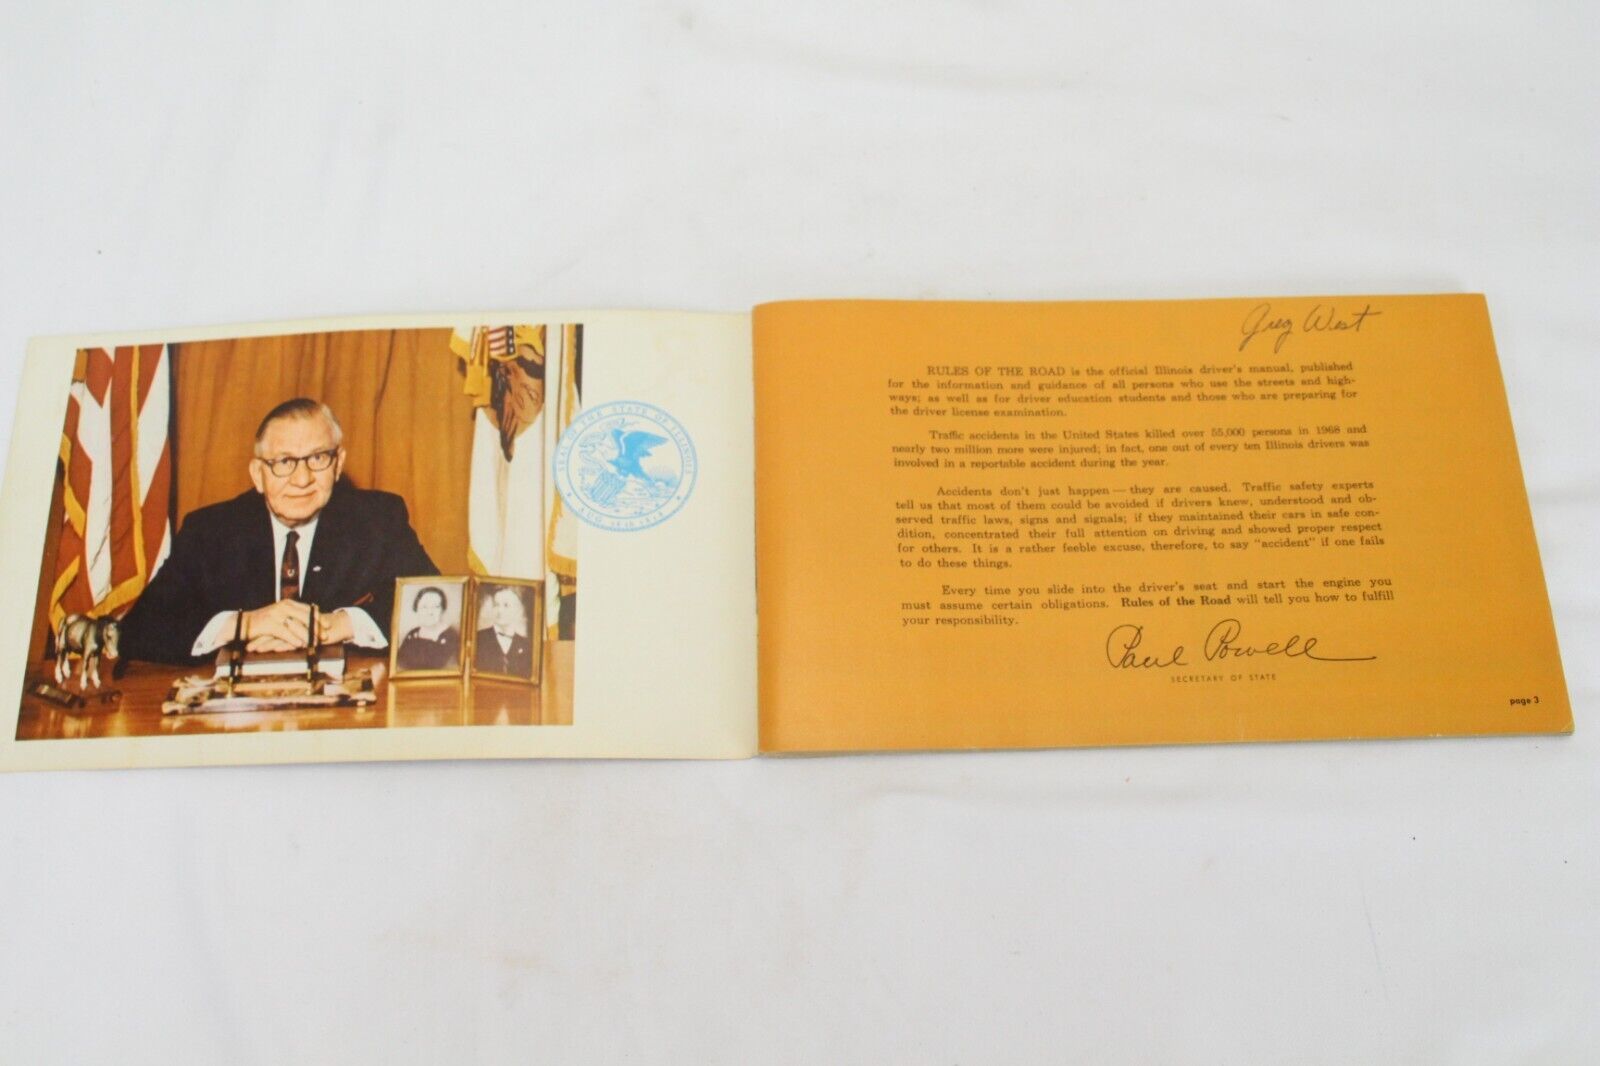 SEAL OF THE STATE OF ILLINOIS
AUG. 26TH 1818
Greg West
RULES OF THE ROAD is the official Illinois driver's manual, published
for the information and guidance of all persons who use the streets and high-
ways; as well as for driver education students and those who are preparing for
the driver license examination.
Traffic accidents in the United States killed over 55,000 persons in 1968 and
nearly two million more were injured; in fact, one out of every ten Illinois drivers was
involved in a reportable accident during the year.
Accidents don't just happen — they are caused. Traffic safety experts
tell us that most of them could be avoided if drivers knew, understood and ob-
served traffic laws, signs and signals; if they maintained their cars in safe con-
dition, concentrated their full attention on driving and showed proper respect
for others. It is a rather feeble excuse, therefore, to say "accident" if one fails
to do these things.
Every time you slide into the driver's seat and start the engine you
must assume certain obligations. Rules of the Road will tell you how to fulfill
your responsibility.
Paul Powell
SECRETARY OF STATE
page 3